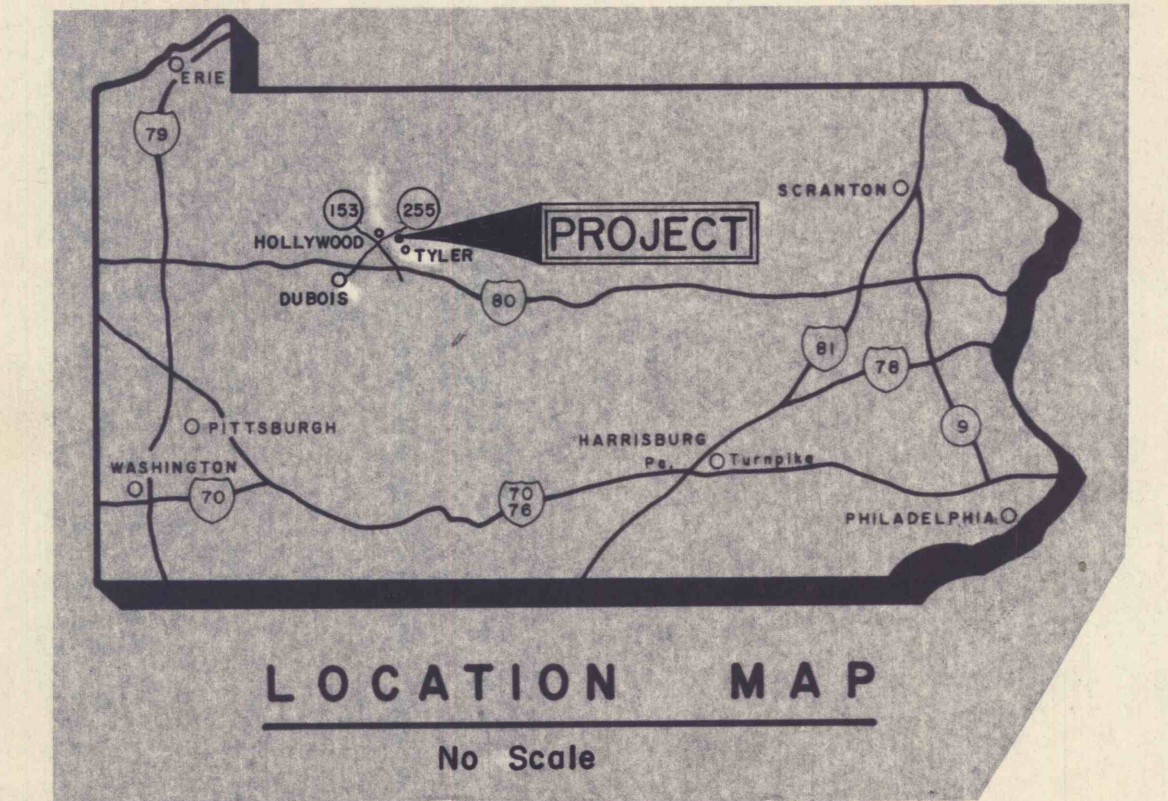 ERIE
79
SCRANTON
153 255
PROJECT
HOLLYWOOD
TYLER
DUBOIS
80
81
78
9
PITTSBURGH
HARRISBURG
Pa. Turnpike
WASHINGTON
70
70
76
PHILADELPHIA
LOCATION MAP
No Scale